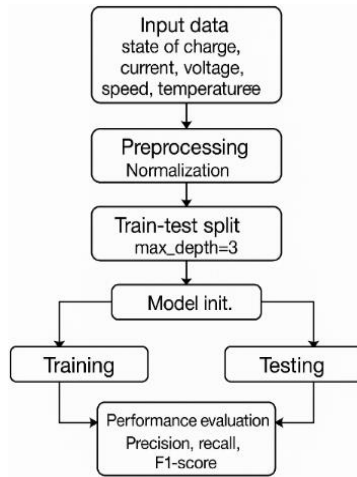 Input data
state of charge,
current, voltage,
speed, temperaturee
Preprocessing
Normalization
Train-test split
max_depth=3
Model init.
Training
Testing
Performance evaluation
Precision, recall,
F1-score